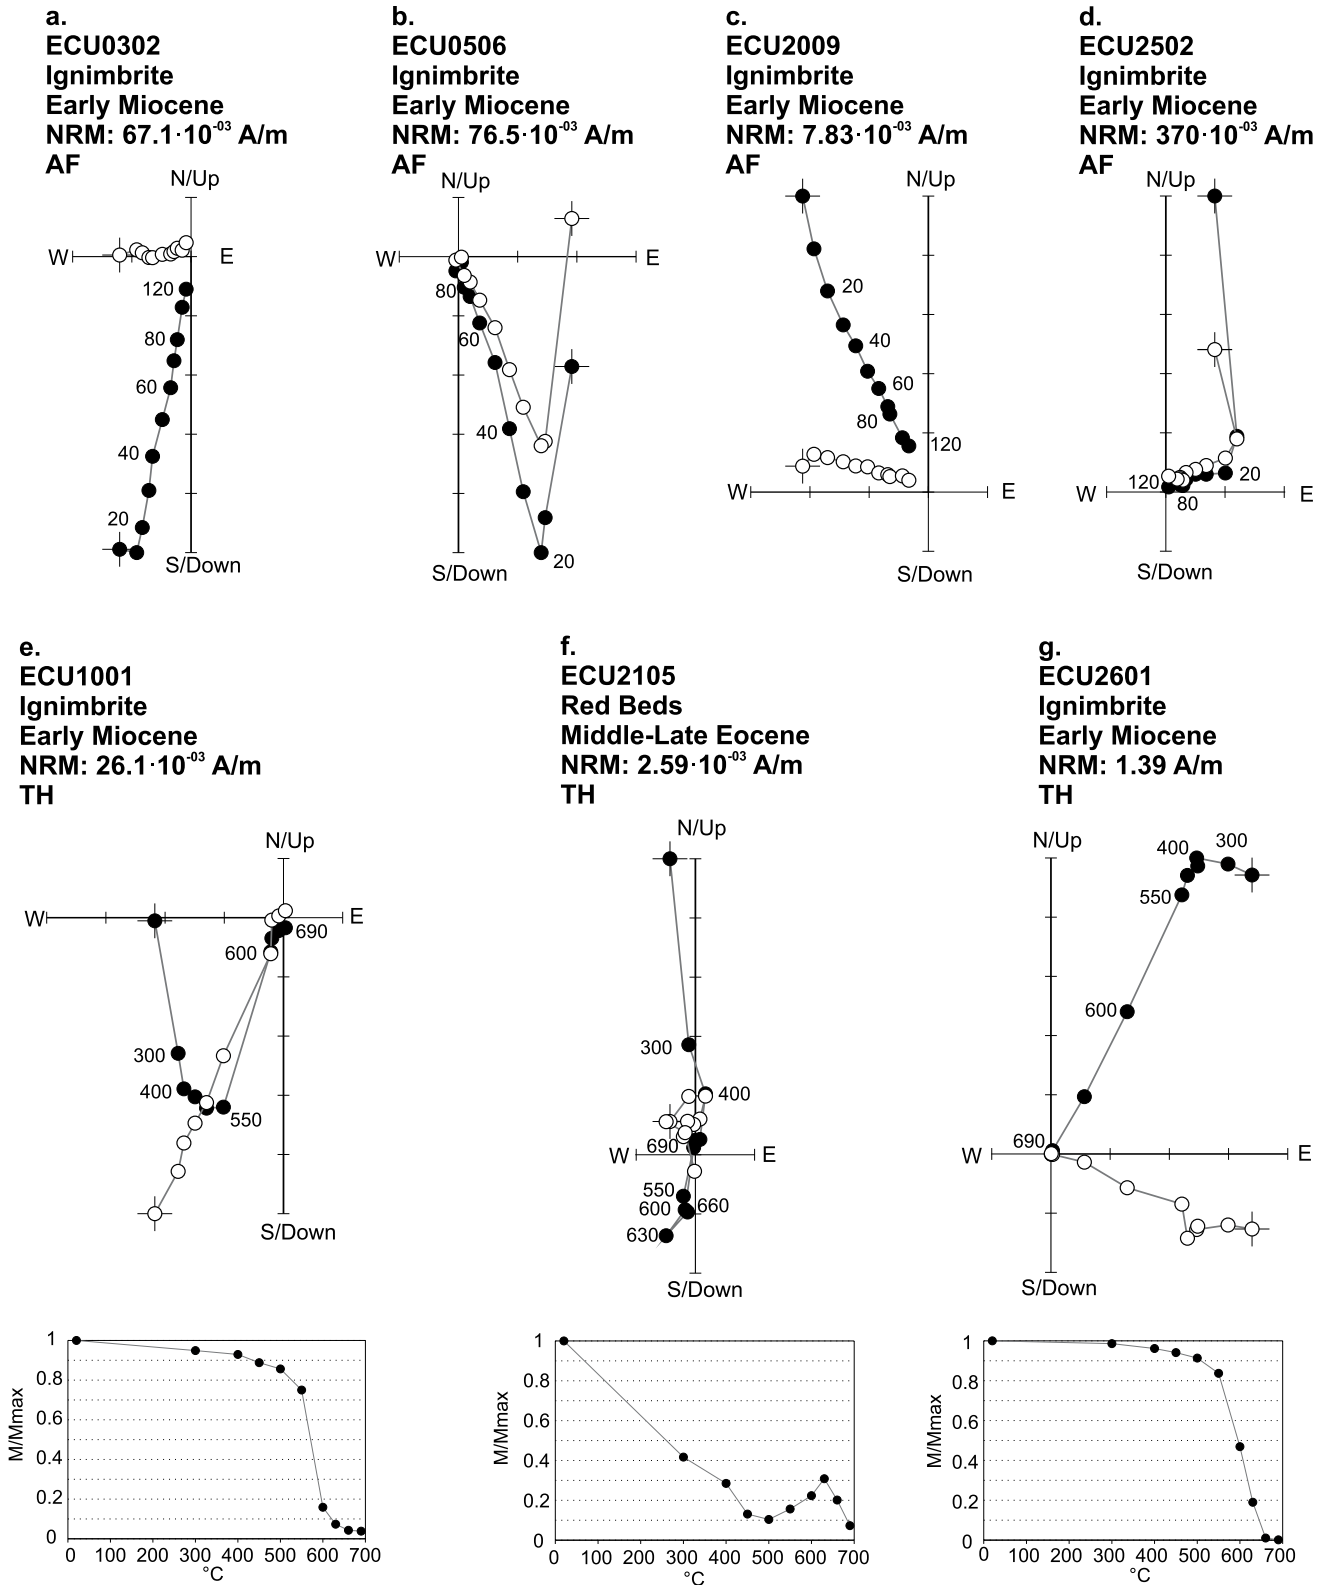 a.
ECU0302
Ignimbrite
Early Miocene
NRM: 67.1·10⁻⁰³ A/m
AF
N/Up
W
E
120
80
60
40
20
S/Down
b.
ECU0506
Ignimbrite
Early Miocene
NRM: 76.5·10⁻⁰³ A/m
AF
N/Up
W
E
80
60
40
20
S/Down
c.
ECU2009
Ignimbrite
Early Miocene
NRM: 7.83·10⁻⁰³ A/m
AF
N/Up
20
40
60
80
120
W
E
S/Down
d.
ECU2502
Ignimbrite
Early Miocene
NRM: 370·10⁻⁰³ A/m
AF
N/Up
120
20
80
W
E
S/Down
e.
ECU1001
Ignimbrite
Early Miocene
NRM: 26.1·10⁻⁰³ A/m
TH
N/Up
W
E
690
600
300
400
550
S/Down
M/Mmax
1
0.8
0.6
0.4
0.2
0
0 100 200 300 400 500 600 700
°C
f.
ECU2105
Red Beds
Middle-Late Eocene
NRM: 2.59·10⁻⁰³ A/m
TH
N/Up
300
400
690
W
E
550
600
660
630
S/Down
M/Mmax
1
0.8
0.6
0.4
0.2
0
0 100 200 300 400 500 600 700
°C
g.
ECU2601
Ignimbrite
Early Miocene
NRM: 1.39 A/m
TH
N/Up
400
300
550
600
690
W
E
S/Down
M/Mmax
1
0.8
0.6
0.4
0.2
0
0 100 200 300 400 500 600 700
°C